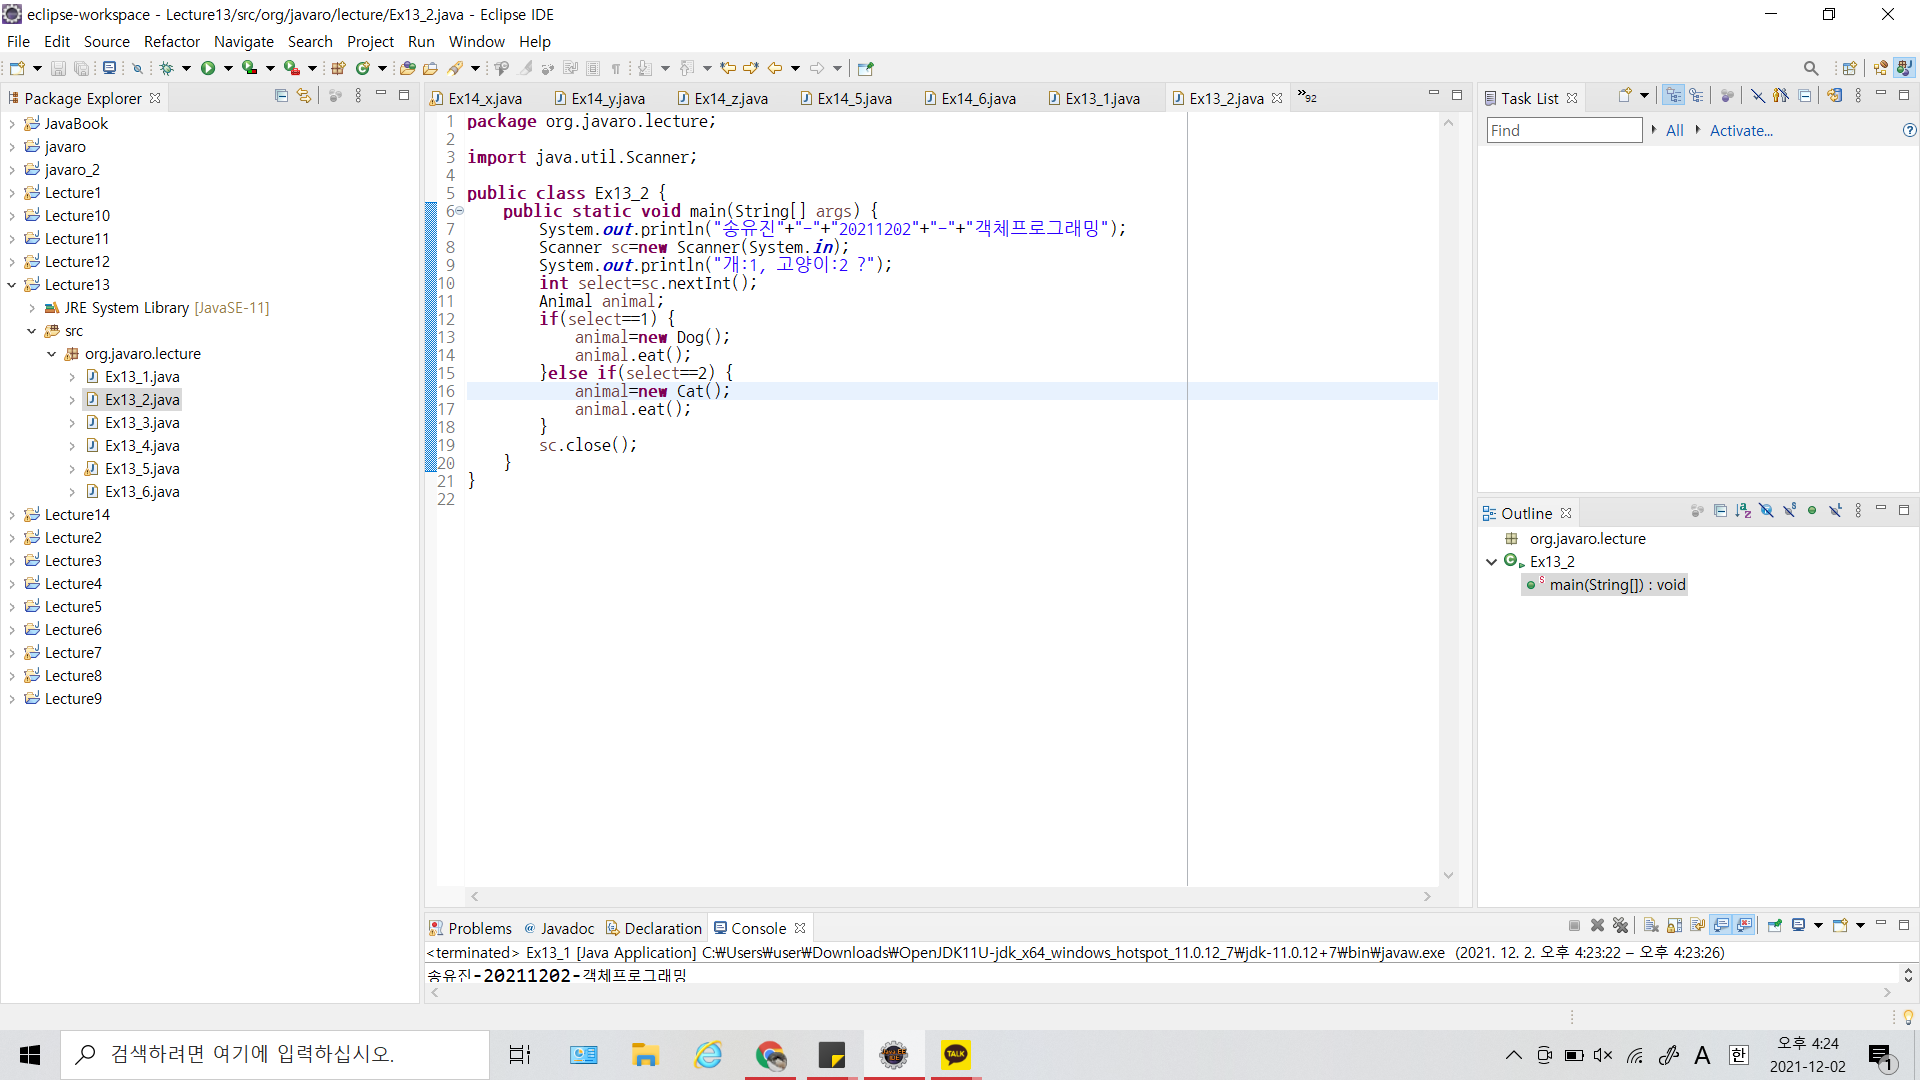 eclipse-workspace - Lecture13/src/org/javaro/lecture/Ex13_2.java - Eclipse IDE
File Edit Source Refactor Navigate Search Project Run Window Help
Package Explorer
JavaBook
javaro
javaro_2
Lecture1
Lecture10
Lecture11
Lecture12
Lecture13
JRE System Library [JavaSE-11]
src
org.javaro.lecture
Ex13_1.java
Ex13_2.java
Ex13_3.java
Ex13_4.java
Ex13_5.java
Ex13_6.java
Lecture14
Lecture2
Lecture3
Lecture4
Lecture5
Lecture6
Lecture7
Lecture8
Lecture9
Ex14_x.java Ex14_y.java Ex14_z.java Ex14_5.java Ex14_6.java Ex13_1.java Ex13_2.java »92
1 package org.javaro.lecture;
2
3 import java.util.Scanner;
4
5 public class Ex13_2 {
6 public static void main(String[] args) {
7 System.out.println("송유진"+"-"+"20211202"+"-"+"객체프로그래밍");
8 Scanner sc=new Scanner(System.in);
9 System.out.println("개:1, 고양이:2 ?");
10 int select=sc.nextInt();
11 Animal animal;
12 if(select==1) {
13 animal=new Dog();
14 animal.eat();
15 }else if(select==2) {
16 animal=new Cat();
17 animal.eat();
18 }
19 sc.close();
20 }
21 }
22
Task List
Find All Activate...
Outline
org.javaro.lecture
Ex13_2
main(String[]) : void
Problems @ Javadoc Declaration Console
<terminated> Ex13_1 [Java Application] C:₩Users₩user₩Downloads₩OpenJDK11U-jdk_x64_windows_hotspot_11.0.12_7₩jdk-11.0.12+7₩bin₩javaw.exe (2021. 12. 2. 오후 4:23:22 – 오후 4:23:26)
송유진-20211202-객체프로그래밍
검색하려면 여기에 입력하십시오.
TALK
A 한
오후 4:24
2021-12-02
1